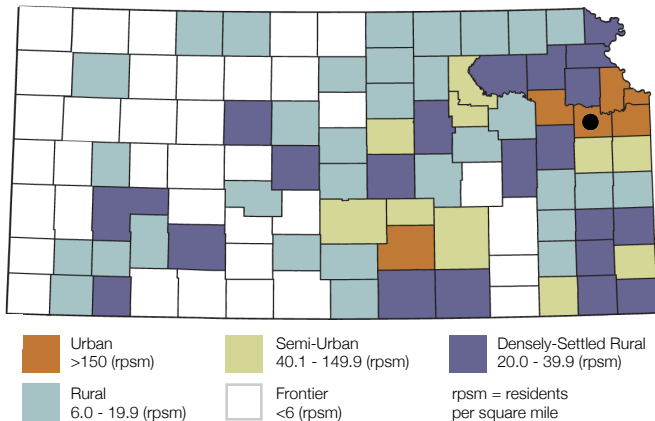 Urban
>150 (rpsm)
Semi-Urban
40.1 - 149.9 (rpsm)
Densely-Settled Rural
20.0 - 39.9 (rpsm)
Rural
6.0 - 19.9 (rpsm)
Frontier
<6 (rpsm)
rpsm = residents
per square mile